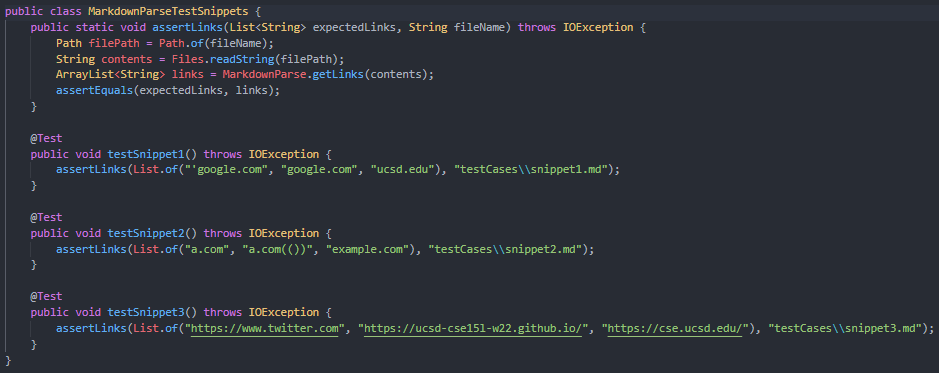 public class MarkdownParseTestSnippets {
    public static void assertLinks(List<String> expectedLinks, String fileName) throws IOException {
        Path filePath = Path.of(fileName);
        String contents = Files.readString(filePath);
        ArrayList<String> links = MarkdownParse.getLinks(contents);
        assertEquals(expectedLinks, links);
    }

    @Test
    public void testSnippet1() throws IOException {
        assertLinks(List.of("'google.com", "google.com", "ucsd.edu"), "testCases\\snippet1.md");
    }

    @Test
    public void testSnippet2() throws IOException {
        assertLinks(List.of("a.com", "a.com(())", "example.com"), "testCases\\snippet2.md");
    }

    @Test
    public void testSnippet3() throws IOException {
        assertLinks(List.of("https://www.twitter.com", "https://ucsd-cse15l-w22.github.io/", "https://cse.ucsd.edu/"), "testCases\\snippet3.md");
    }
}